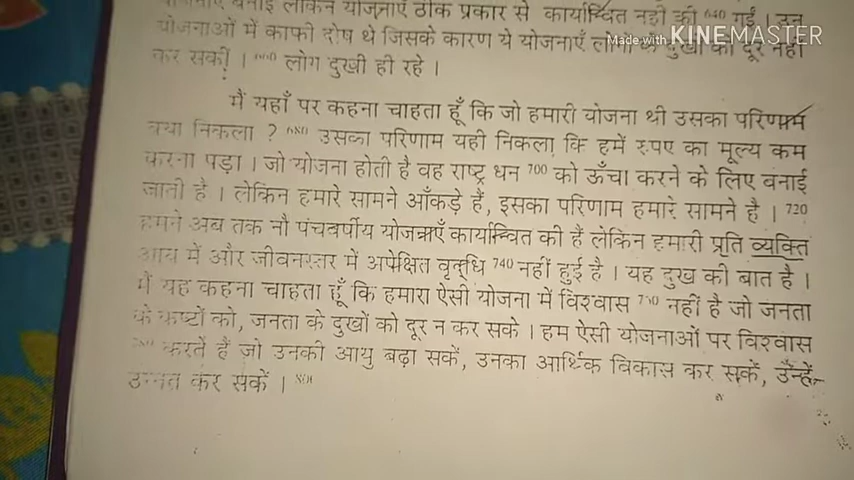 योजनाएँ बनाई लेकिन योजनाएँ ठीक प्रकार से कार्यान्वित नहीं की 640 गईं । उन
योजनाओं में काफी दोष थे जिसके कारण ये योजनाएँ लोगों के दुखों को दूर नहीं
Made with KINEMASTER
कर सकीं । 660 लोग दुखी ही रहे ।
मैं यहाँ पर कहना चाहता हूँ कि जो हमारी योजना थी उसका परिणाम
क्या निकला ? 680 उसका परिणाम यही निकला कि हमें रुपए का मूल्य कम
करना पड़ा । जो योजना होती है वह राष्ट्र धन 700 को ऊँचा करने के लिए बनाई
जाती है । लेकिन हमारे सामने आँकड़े हैं, इसका परिणाम हमारे सामने है । 720
हमने अब तक नौ पंचवर्षीय योजनाएँ कार्यान्वित की हैं लेकिन हमारी प्रति व्यक्ति
आय में और जीवनस्तर में अपेक्षित वृद्धि 740 नहीं हुई है । यह दुख की बात है ।
मैं यह कहना चाहता हूँ कि हमारा ऐसी योजना में विश्वास 760 नहीं है जो जनता
के कष्टों को, जनता के दुखों को दूर न कर सके । हम ऐसी योजनाओं पर विश्वास
करते हैं जो उनकी आयु बढ़ा सकें, उनका आर्थिक विकास कर सकें, उन्हें
उन्नत कर सकें ।